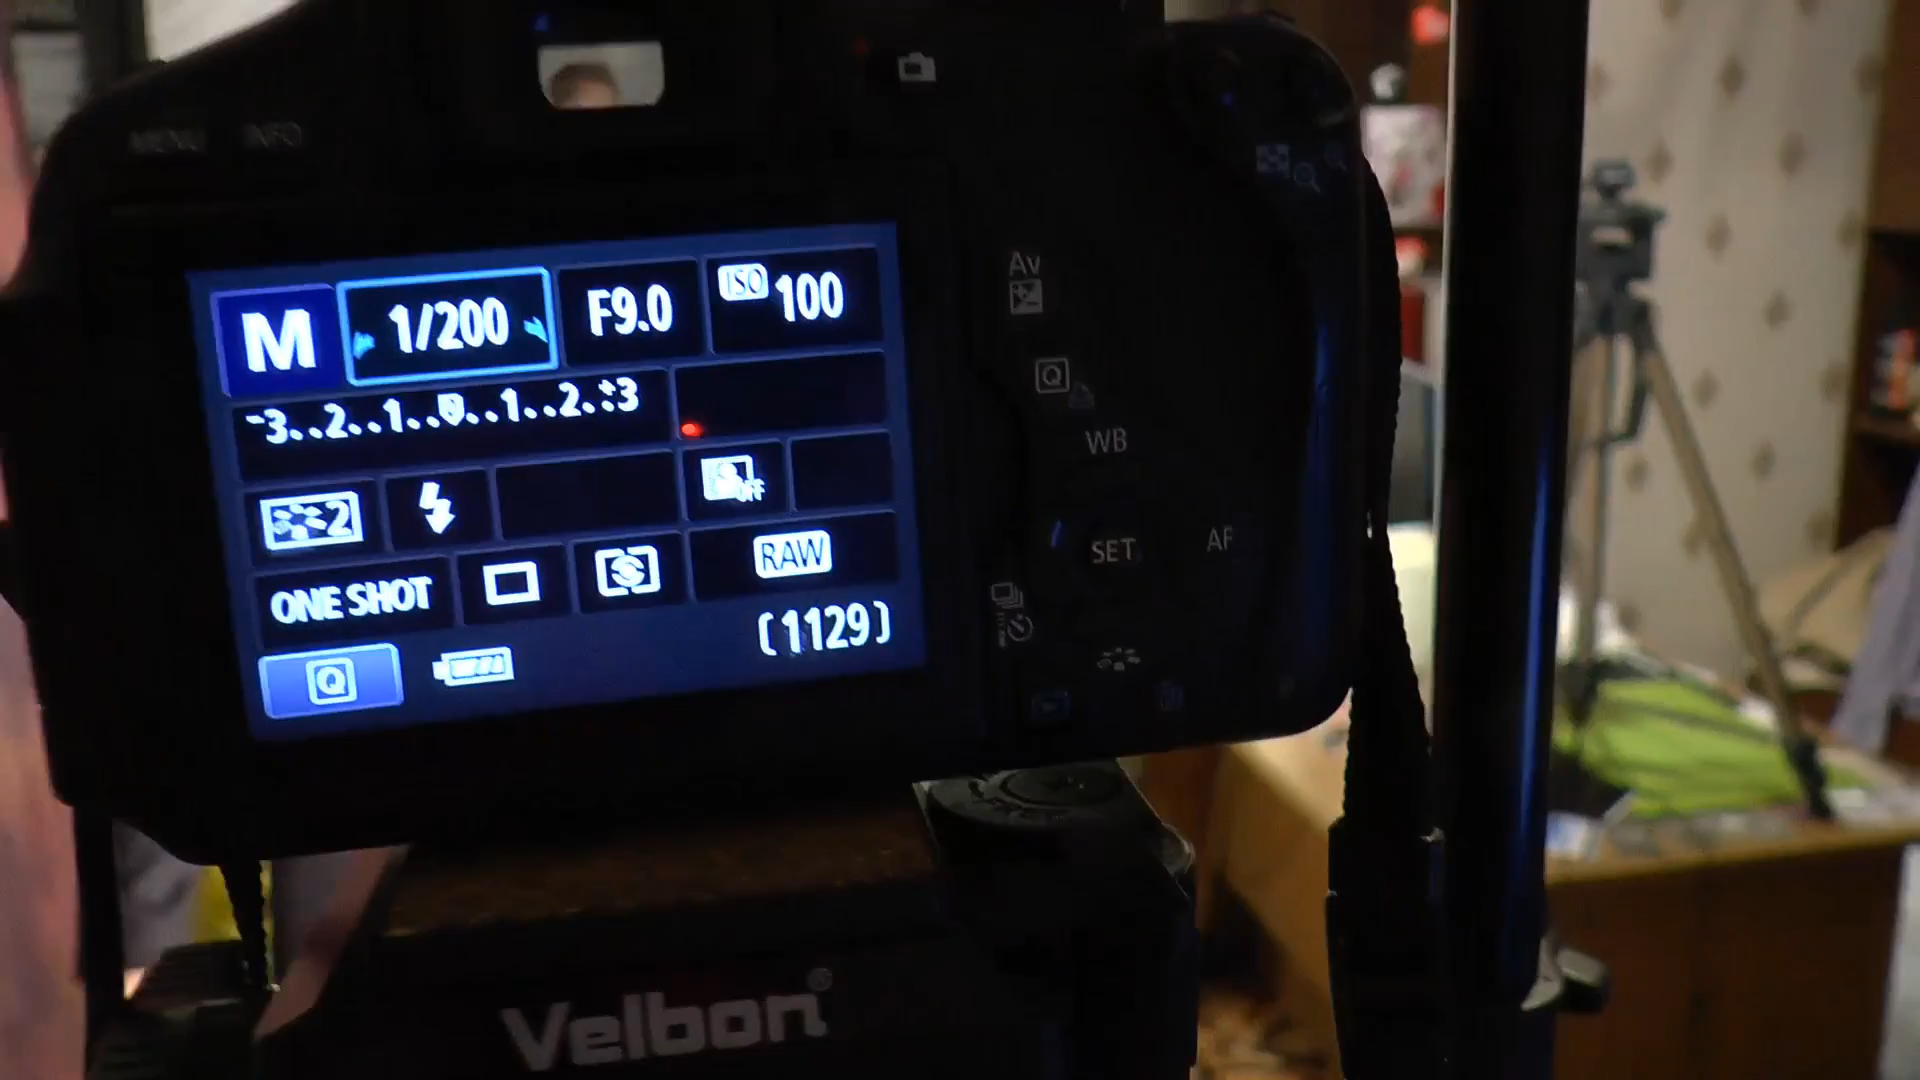 MENU INFO
M 1/200 F9.0 ISO 100
-3..2..1..0..1..2.:+3
2 OFF
ONE SHOT RAW
(1129)
Q
Av
Q
WB
SET AF
Velbon®